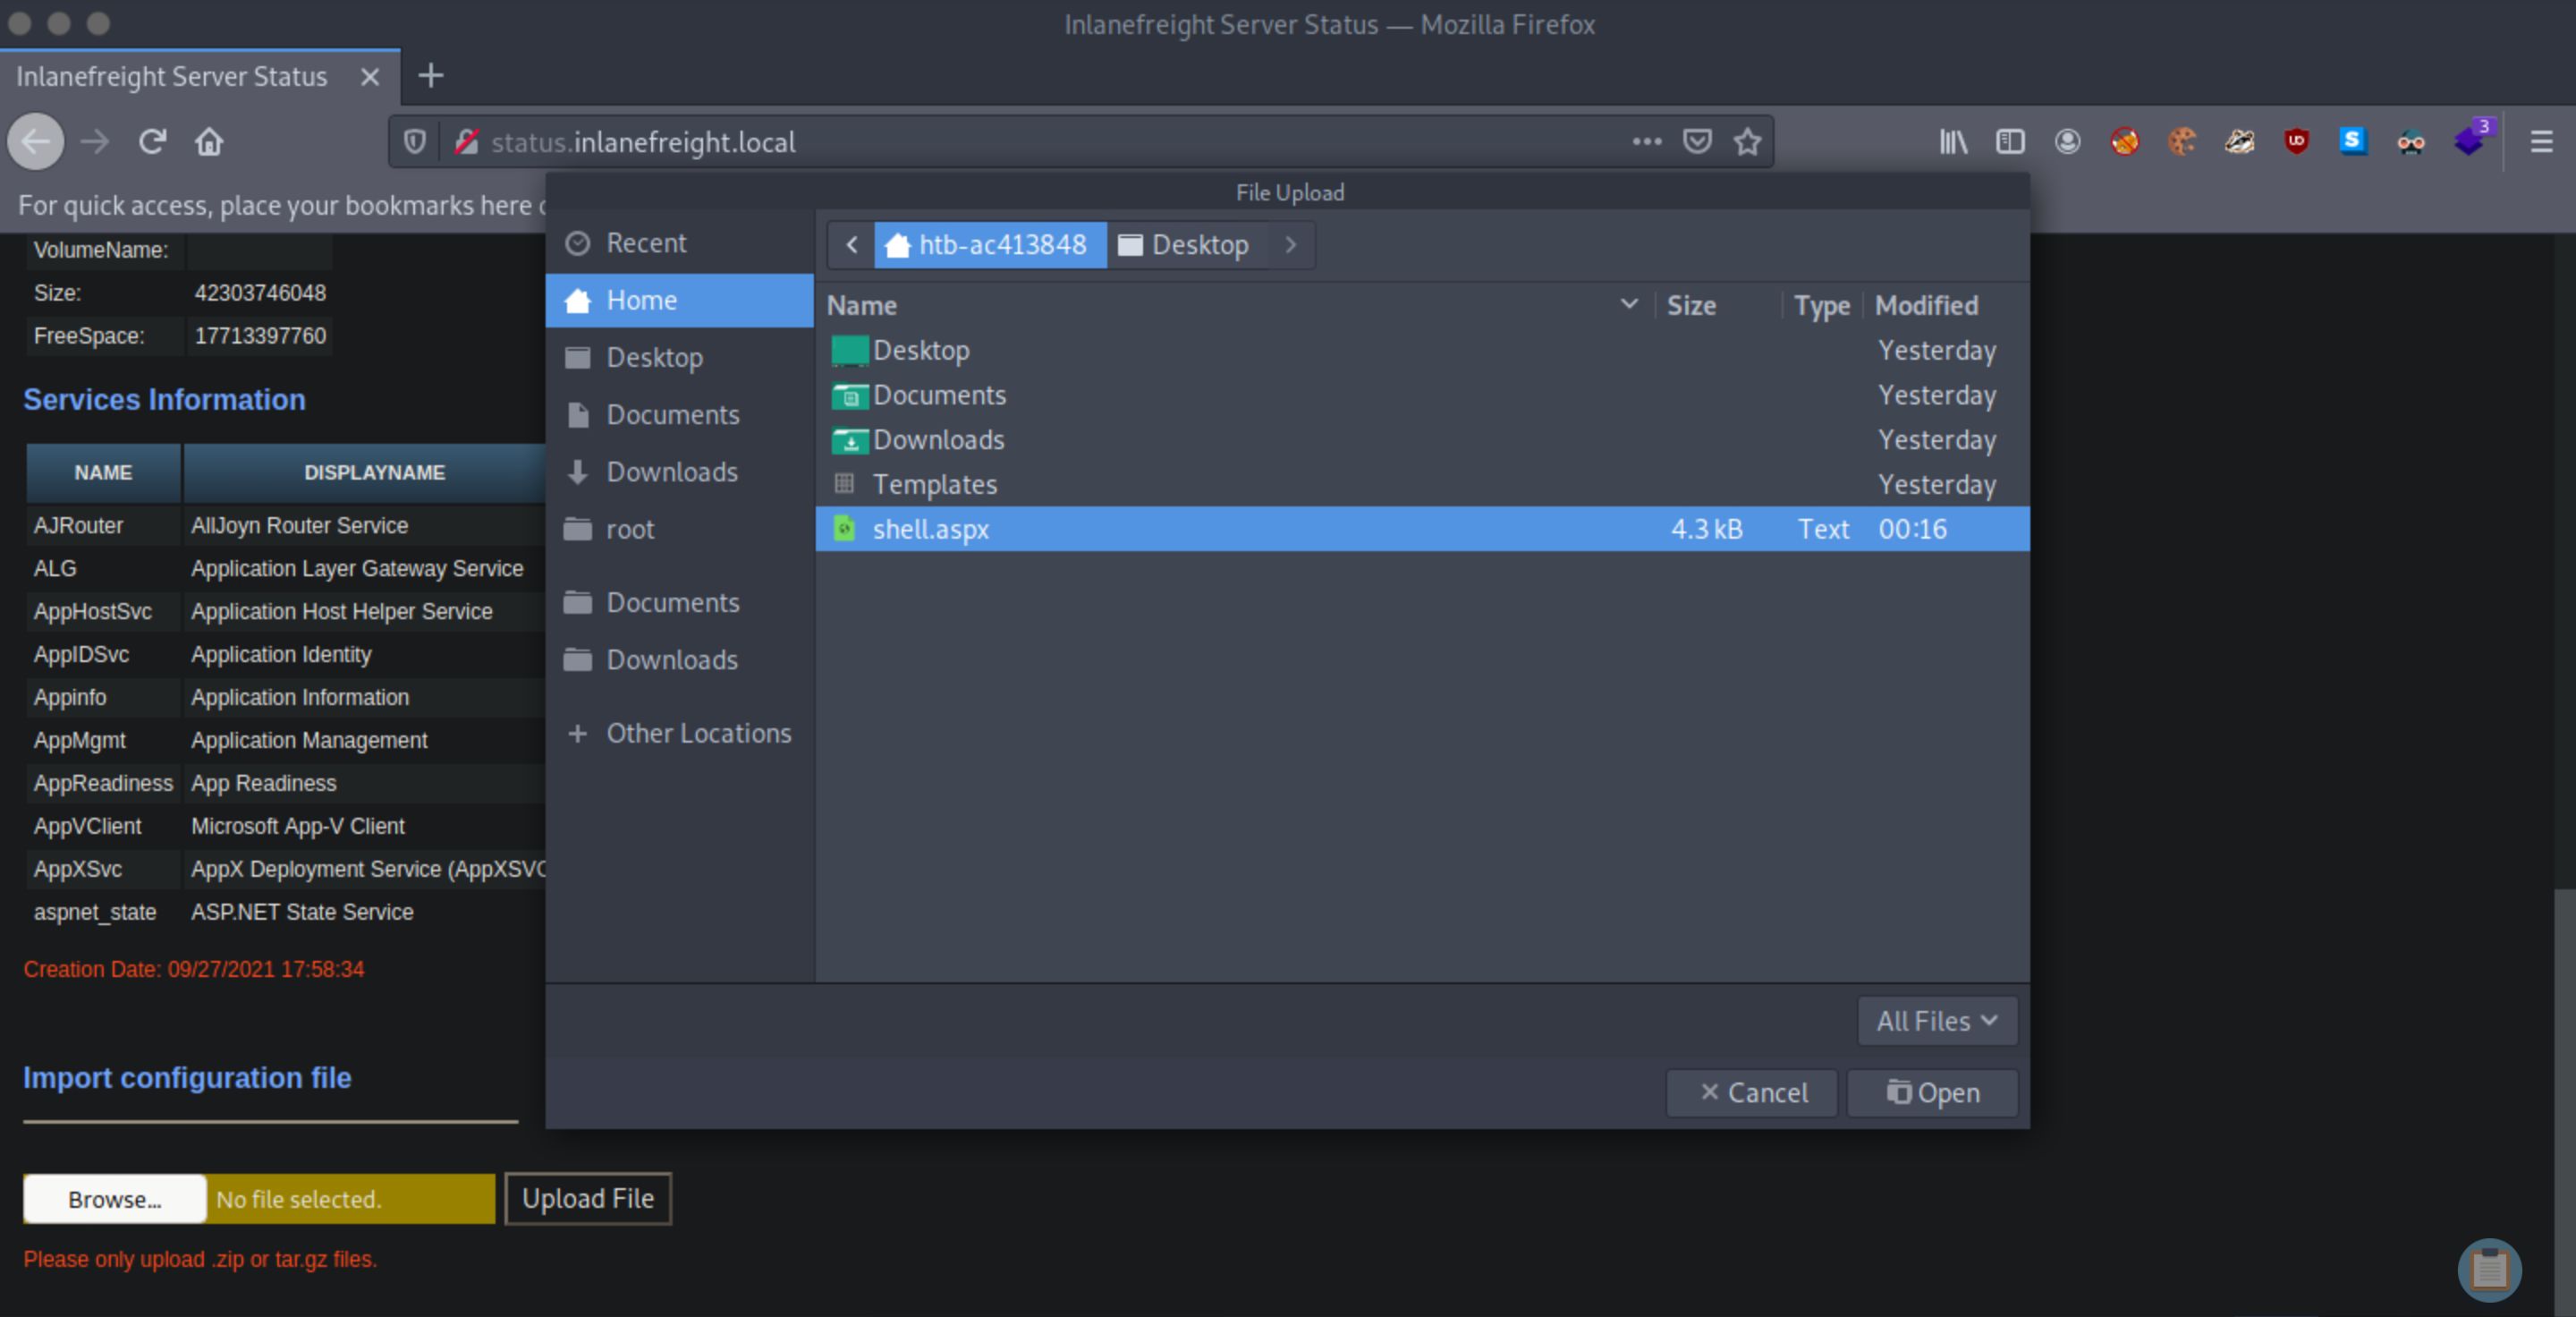 Inlanefreight Server Status — Mozilla Firefox
Inlanefreight Server Status
status.inlanefreight.local
UD
S
3
For quick access, place your bookmarks here
VolumeName:
Size: 42303746048
FreeSpace: 17713397760
Services Information
NAME DISPLAYNAME
AJRouter AllJoyn Router Service
ALG Application Layer Gateway Service
AppHostSvc Application Host Helper Service
AppIDSvc Application Identity
Appinfo Application Information
AppMgmt Application Management
AppReadiness App Readiness
AppVClient Microsoft App-V Client
AppXSvc AppX Deployment Service (AppXSVC
aspnet_state ASP.NET State Service
Creation Date: 09/27/2021 17:58:34
Import configuration file
Browse... No file selected. Upload File
Please only upload .zip or tar.gz files.
File Upload
Recent
Home
Desktop
Documents
Downloads
root
Documents
Downloads
+ Other Locations
htb-ac413848 Desktop
Name Size Type Modified
Desktop Yesterday
Documents Yesterday
Downloads Yesterday
Templates Yesterday
shell.aspx 4.3 kB Text 00:16
All Files
Cancel Open